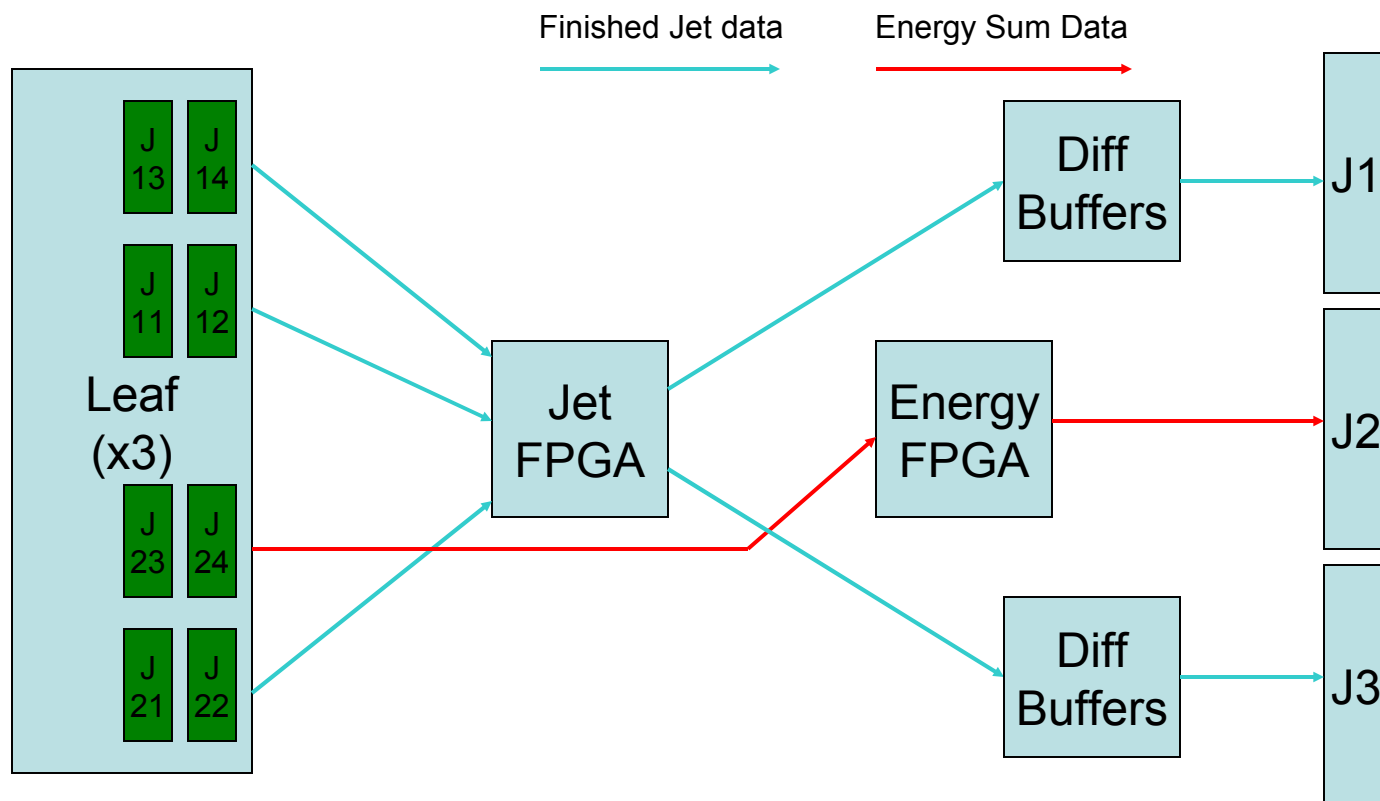 Finished Jet data
Energy Sum Data
J
13
J
14
J
11
J
12
Leaf
(x3)
J
23
J
24
J
21
J
22
Jet
FPGA
Energy
FPGA
Diff
Buffers
Diff
Buffers
J1
J2
J3